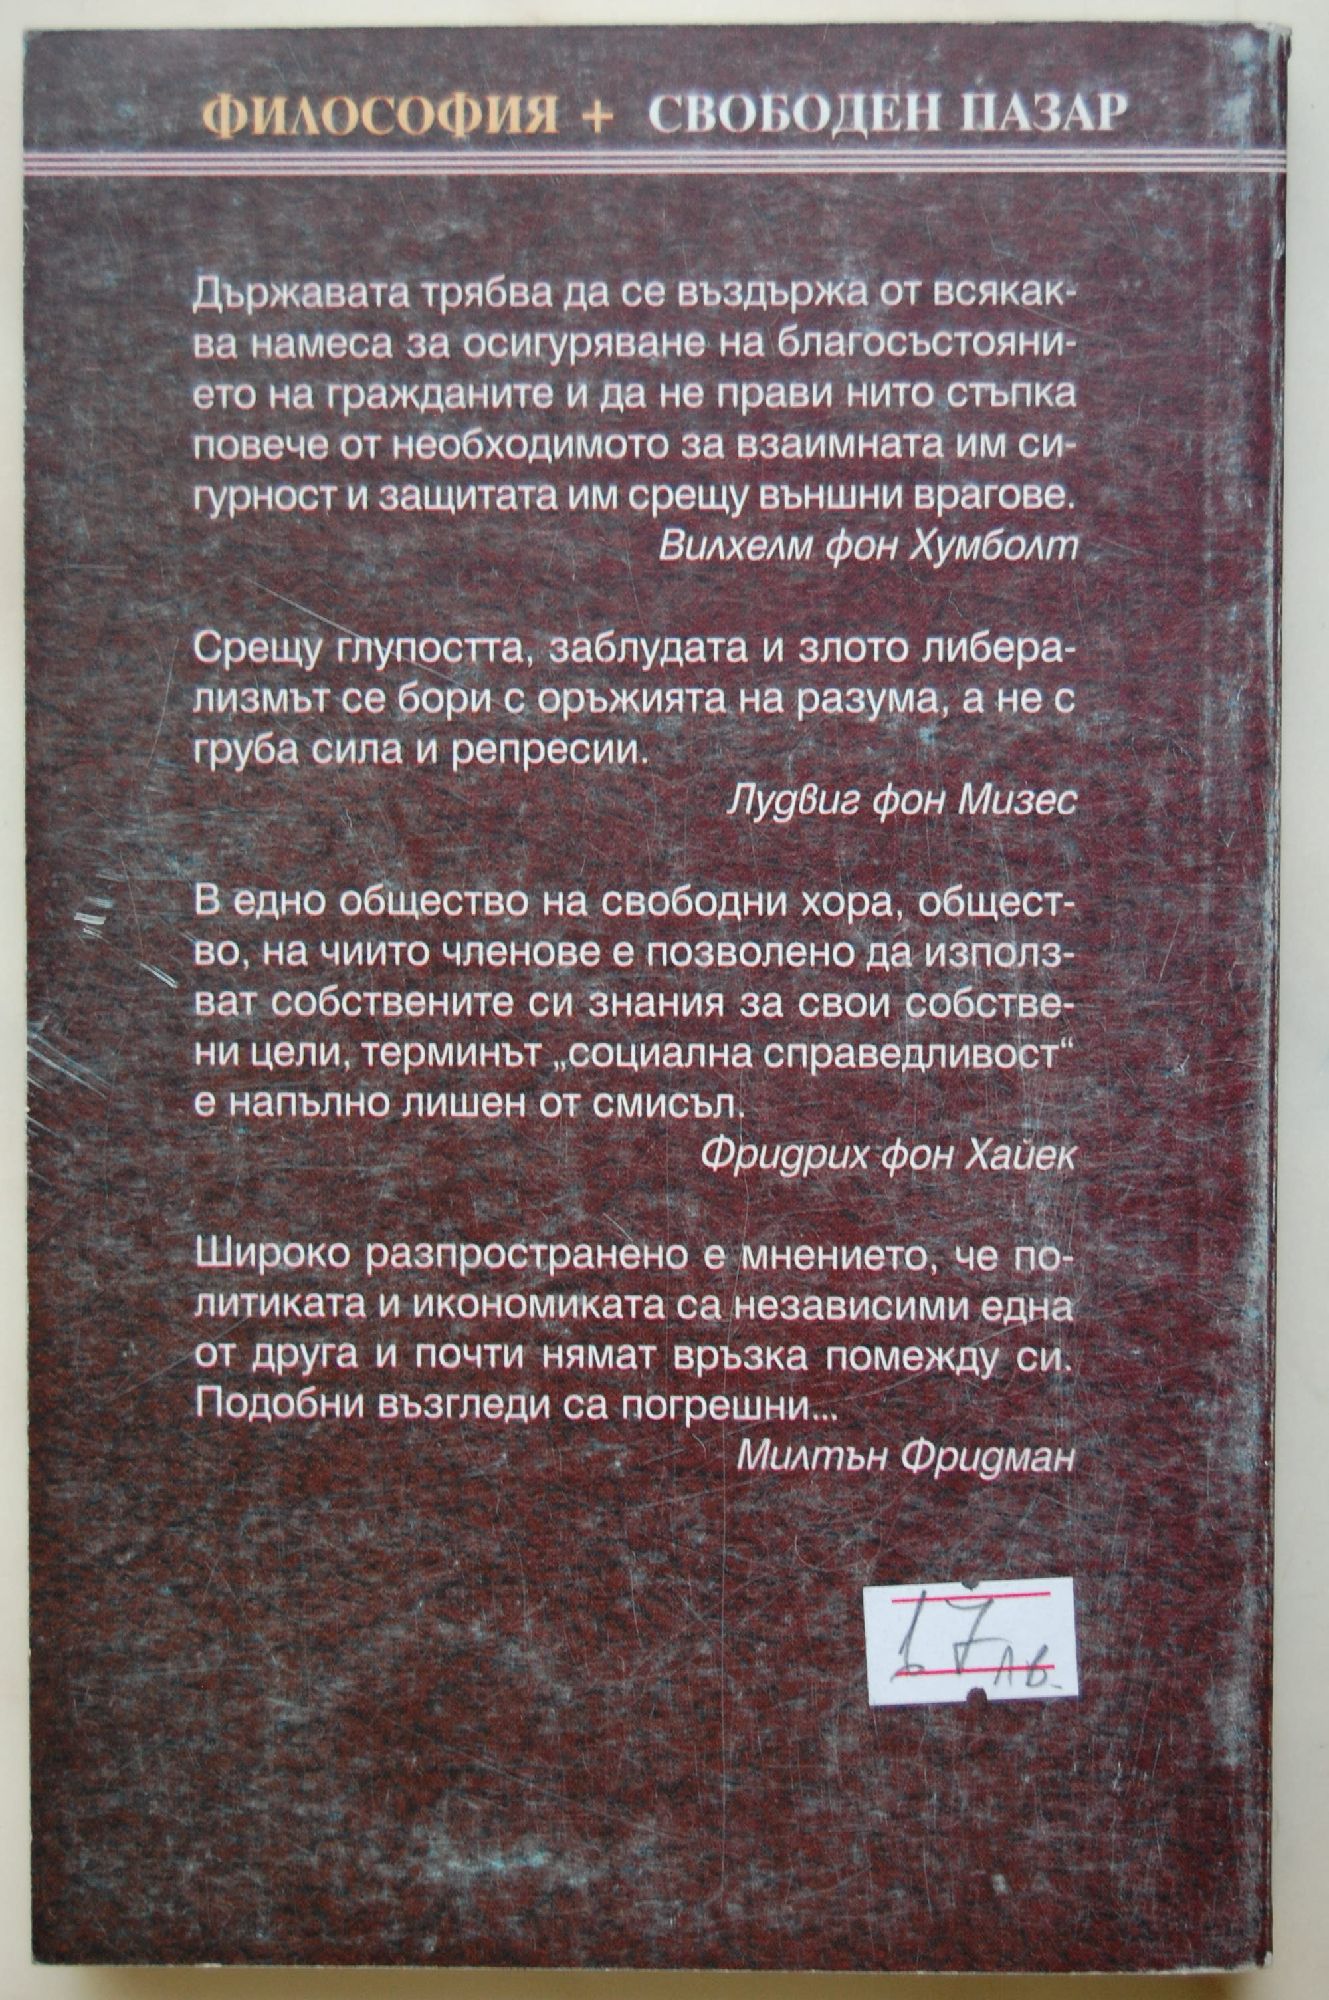 ФИЛОСОФИЯ + СВОБОДЕН ПАЗАР
Държавата трябва да се въздържа от всякак-
ва намеса за осигуряване на благосъстояни-
ето на гражданите и да не прави нито стъпка
повече от необходимото за взаимната им си-
гурност и защитата им срещу външни врагове.
Вилхелм фон Хумболт
Срещу глупостта, заблудата и злото либера-
лизмът се бори с оръжията на разума, а не с
груба сила и репресии.
Лудвиг фон Мизес
В едно общество на свободни хора, общест-
во, на чиито членове е позволено да използ-
ват собствените си знания за свои собстве-
ни цели, терминът „социална справедливост“
е напълно лишен от смисъл.
Фридрих фон Хайек
Широко разпространено е мнението, че по-
литиката и икономиката са независими една
от друга и почти нямат връзка помежду си.
Подобни възгледи са погрешни...
Милтън Фридман
17 лв.